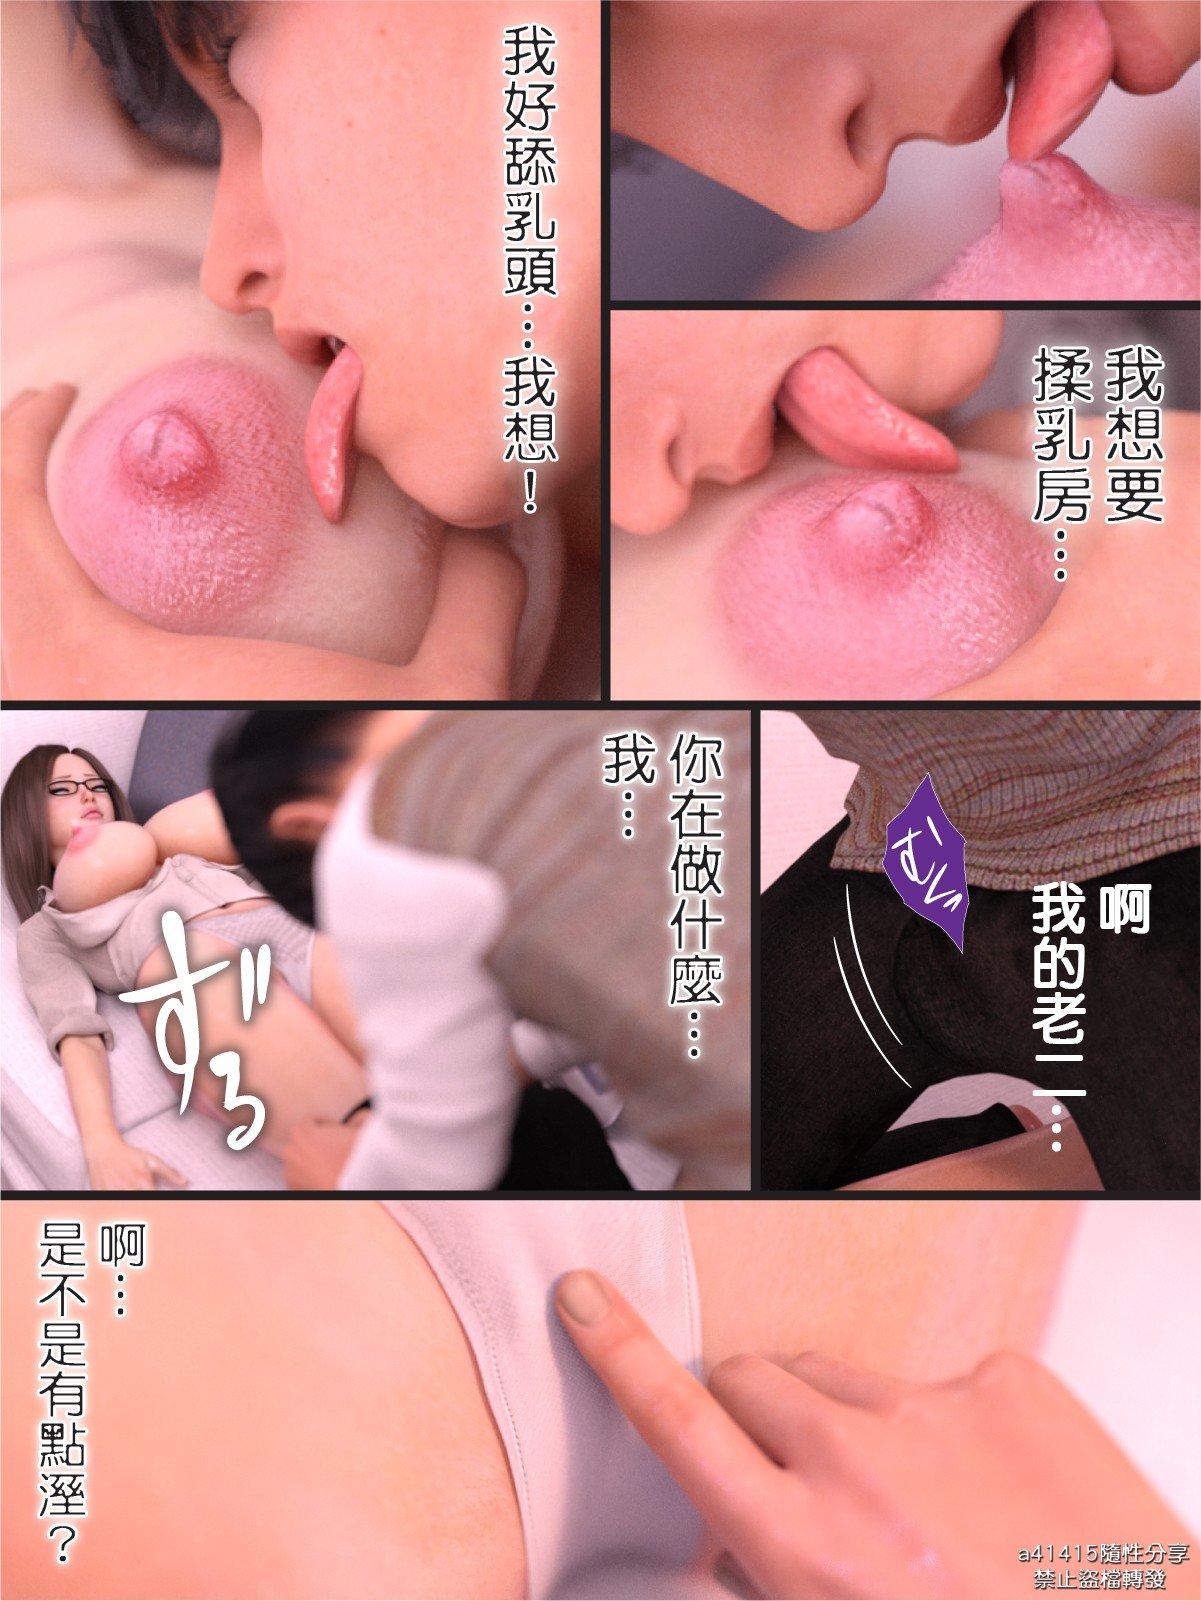 我想要
揉乳房…
我好舔乳頭…我想！
啊
我的老二…
むくっ
你在做什麼…
我…
ずる
啊…
是不是有點溼？
a41415隨性分享
禁止盜檔轉發